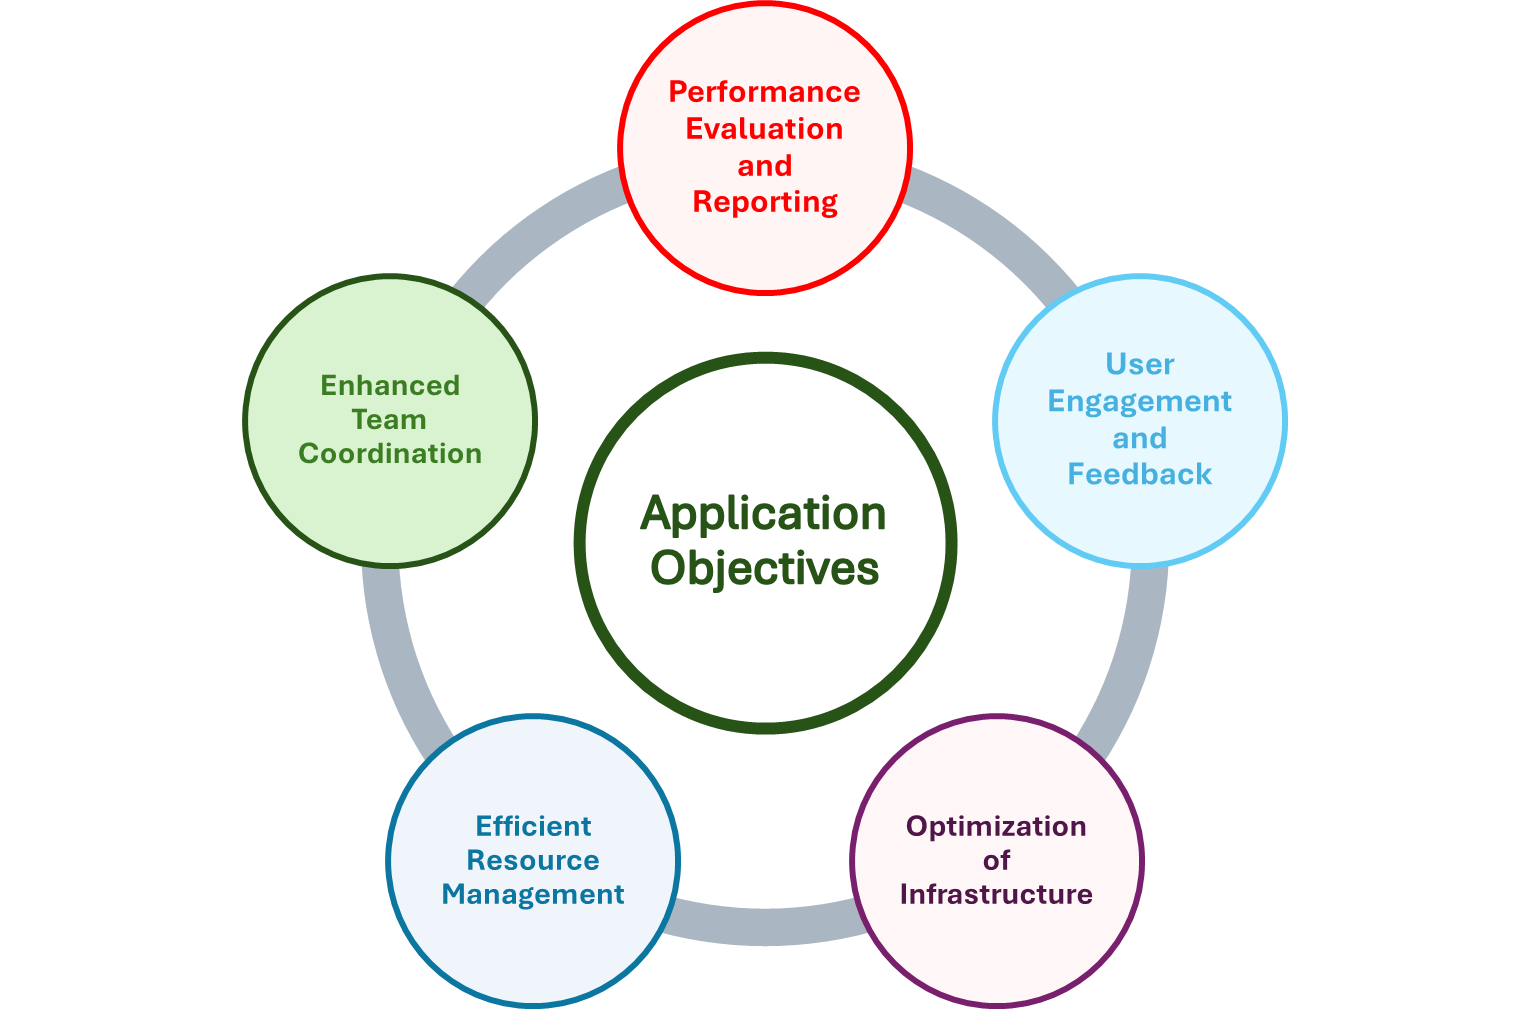 Performance
Evaluation
and
Reporting
User
Engagement
and
Feedback
Enhanced
Team
Coordination
Application
Objectives
Efficient
Resource
Management
Optimization
of
Infrastructure